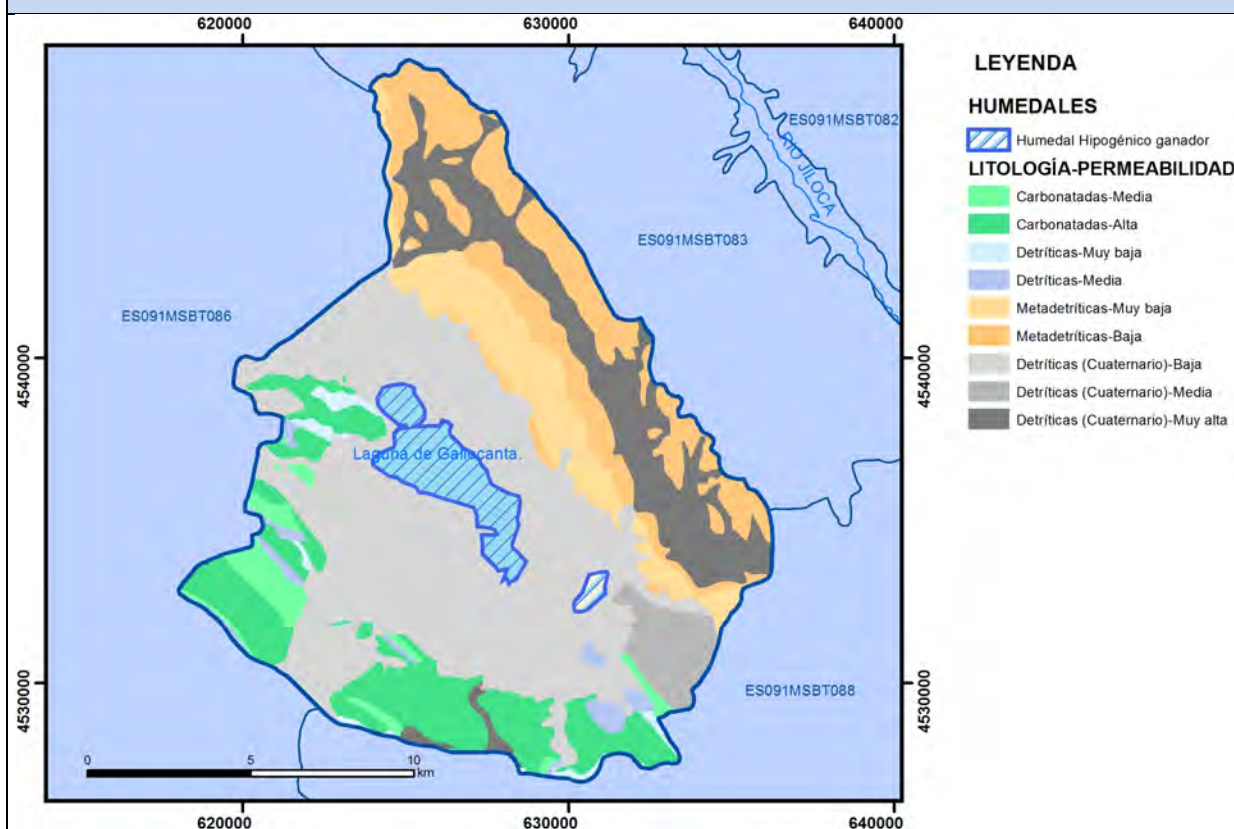 620000
630000
640000
LEYENDA
HUMEDALES
Humedal Hipogénico ganador
LITOLOGÍA-PERMEABILIDAD
Carbonatadas-Media
Carbonatadas-Alta
Detríticas-Muy baja
Detríticas-Media
Metadetríticas-Muy baja
Metadetríticas-Baja
Detríticas (Cuaternario)-Baja
Detríticas (Cuaternario)-Media
Detríticas (Cuaternario)-Muy alta
ES091MSBT082
RIO JILOCA
ES091MSBT083
ES091MSBT086
4540000
4540000
Laguna de Gallocanta.
4530000
4530000
ES091MSBT088
0
5
10
km
620000
630000
640000